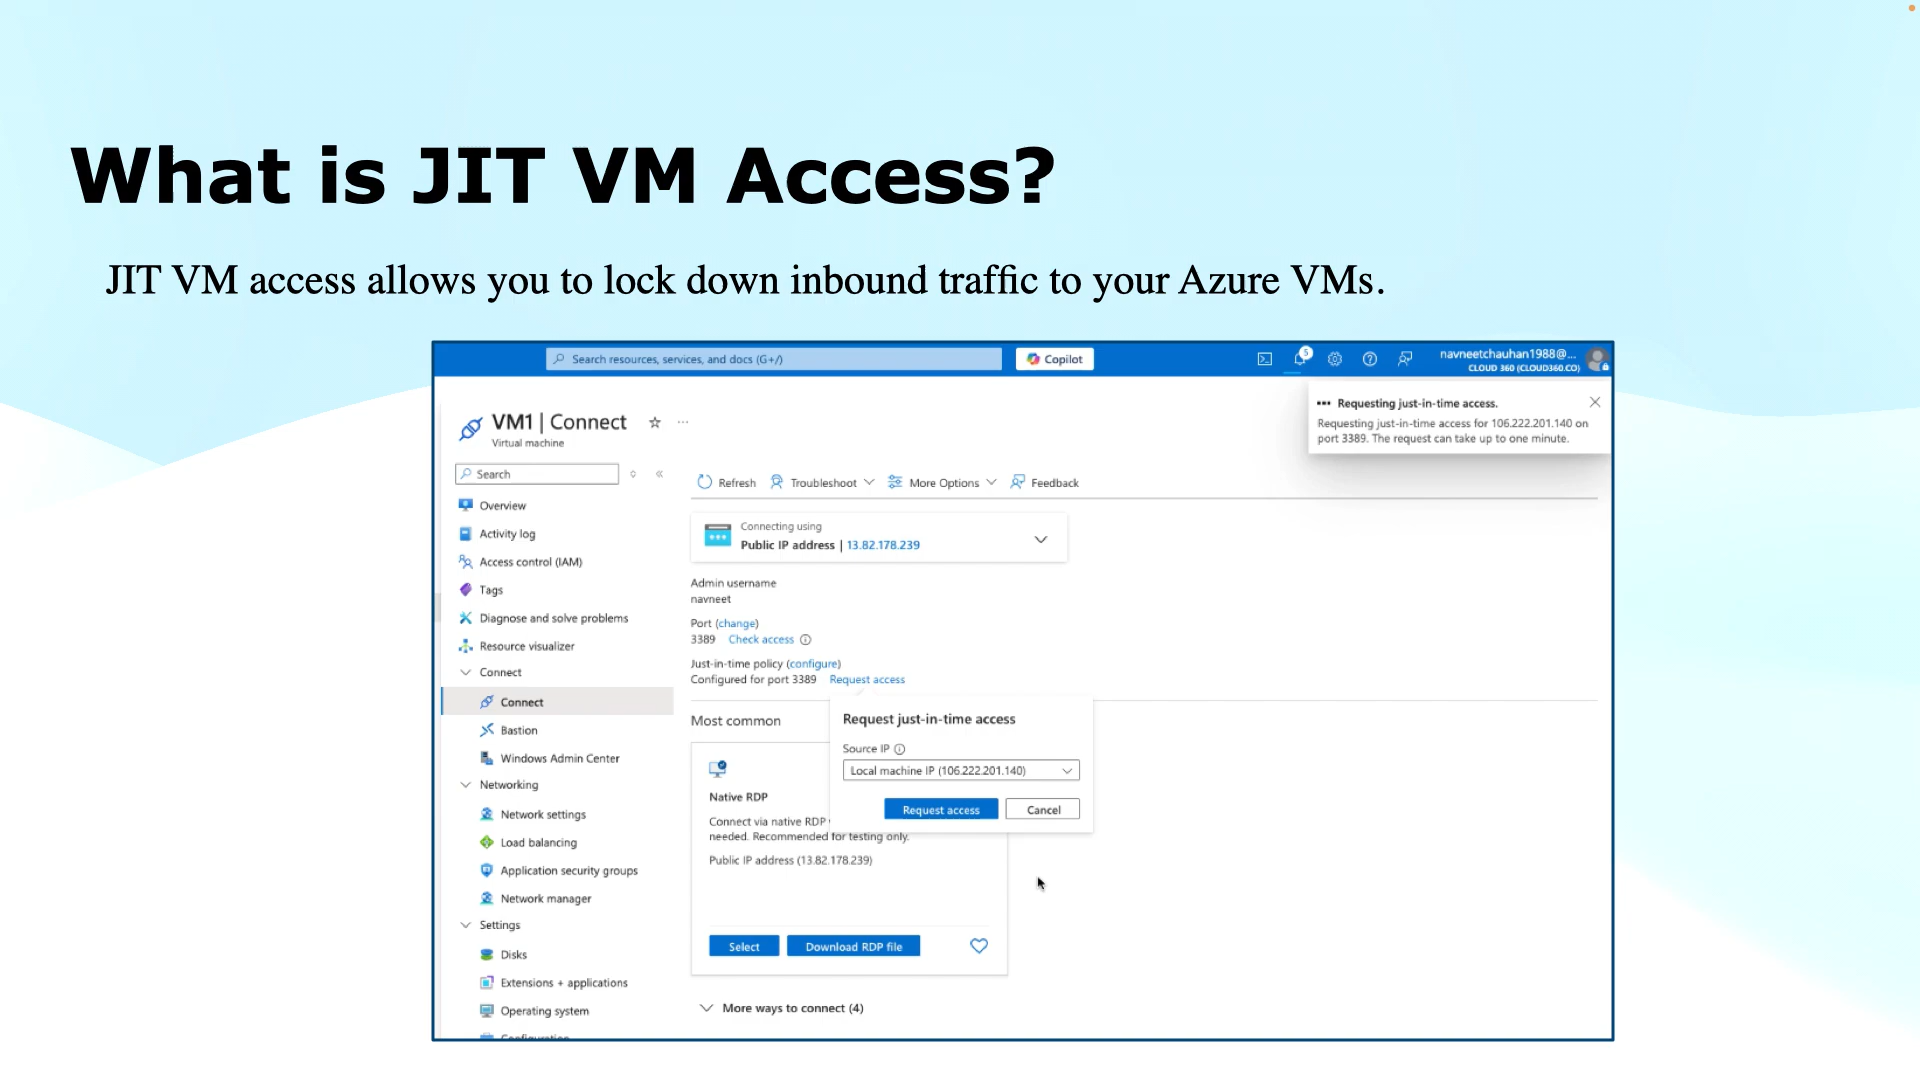 What is JIT VM Access?
JIT VM access allows you to lock down inbound traffic to your Azure VMs.
Search resources, services, and docs (G+/)
Copilot
5
navneetchauhan1988@...
CLOUD 360 (CLOUD360.CO)
••• Requesting just-in-time access.
Requesting just-in-time access for 106.222.201.140 on
port 3389. The request can take up to one minute.
VM1 | Connect
Virtual machine
Search
Refresh
Troubleshoot
More Options
Feedback
Overview
Activity log
Access control (IAM)
Tags
Diagnose and solve problems
Resource visualizer
Connect
Connect
Bastion
Windows Admin Center
Networking
Network settings
Load balancing
Application security groups
Network manager
Settings
Disks
Extensions + applications
Operating system
Configuration
Connecting using
Public IP address | 13.82.178.239
Admin username
navneet
Port (change)
3389 Check access
Just-in-time policy (configure)
Configured for port 3389 Request access
Most common
Request just-in-time access
Source IP
Local machine IP (106.222.201.140)
Request access
Cancel
Native RDP
Connect via native RDP
needed. Recommended for testing only.
Public IP address (13.82.178.239)
Select
Download RDP file
More ways to connect (4)